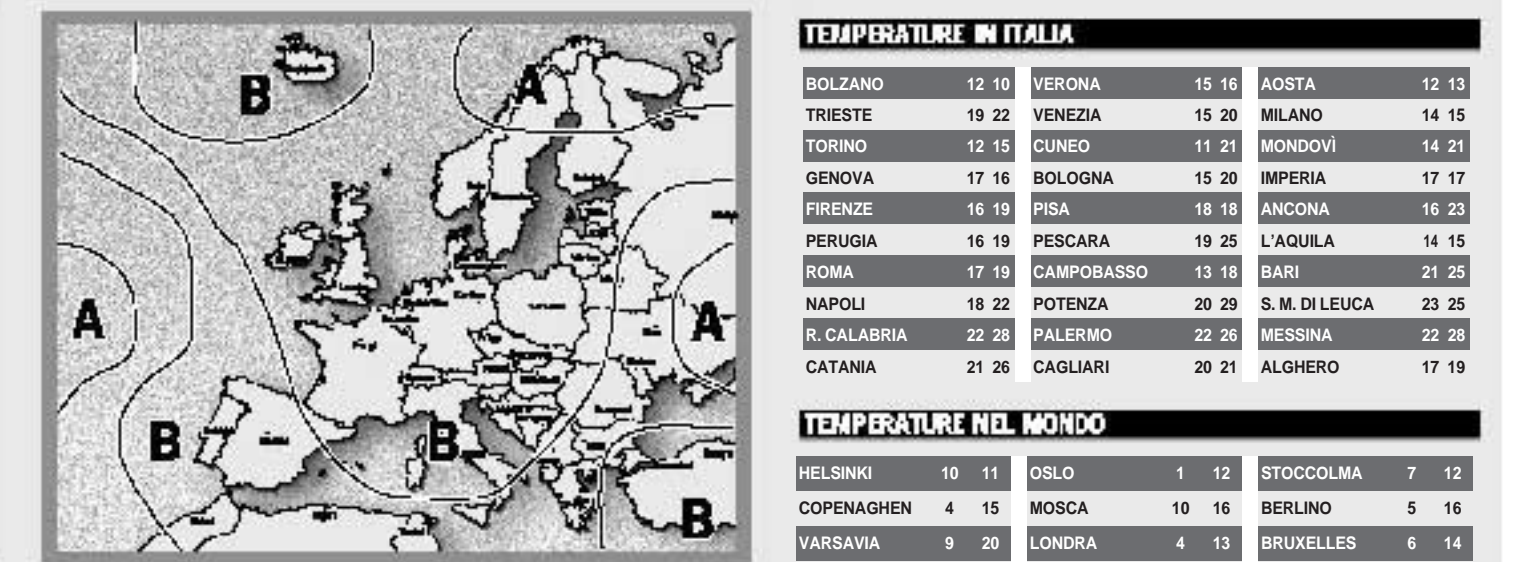 B
A
A
A
B
B
B
TEMPERATURE IN ITALIA
BOLZANO 12 10 VERONA 15 16 AOSTA 12 13
TRIESTE 19 22 VENEZIA 15 20 MILANO 14 15
TORINO 12 15 CUNEO 11 21 MONDOVÌ 14 21
GENOVA 17 16 BOLOGNA 15 20 IMPERIA 17 17
FIRENZE 16 19 PISA 18 18 ANCONA 16 23
PERUGIA 16 19 PESCARA 19 25 L'AQUILA 14 15
ROMA 17 19 CAMPOBASSO 13 18 BARI 21 25
NAPOLI 18 22 POTENZA 20 29 S. M. DI LEUCA 23 25
R. CALABRIA 22 28 PALERMO 22 26 MESSINA 22 28
CATANIA 21 26 CAGLIARI 20 21 ALGHERO 17 19
TEMPERATURE NEL MONDO
HELSINKI 10 11 OSLO 1 12 STOCCOLMA 7 12
COPENAGHEN 4 15 MOSCA 10 16 BERLINO 5 16
VARSAVIA 9 20 LONDRA 4 13 BRUXELLES 6 14